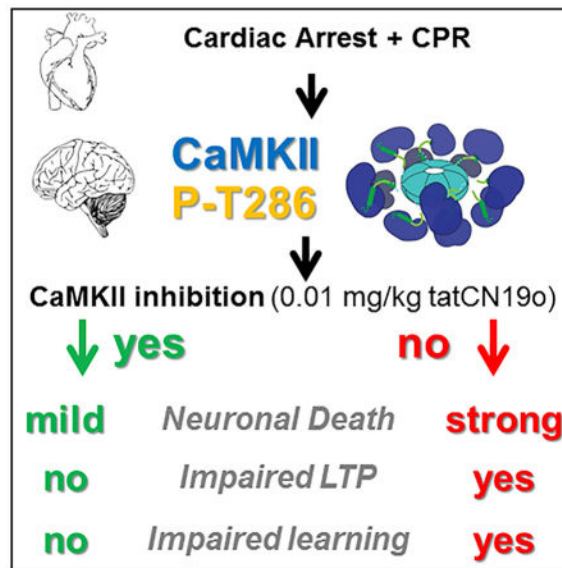 Cardiac Arrest + CPR
CaMKII
P-T286
CaMKII inhibition (0.01 mg/kg tatCN19o)
yes no
mild Neuronal Death strong
no Impaired LTP yes
no Impaired learning yes